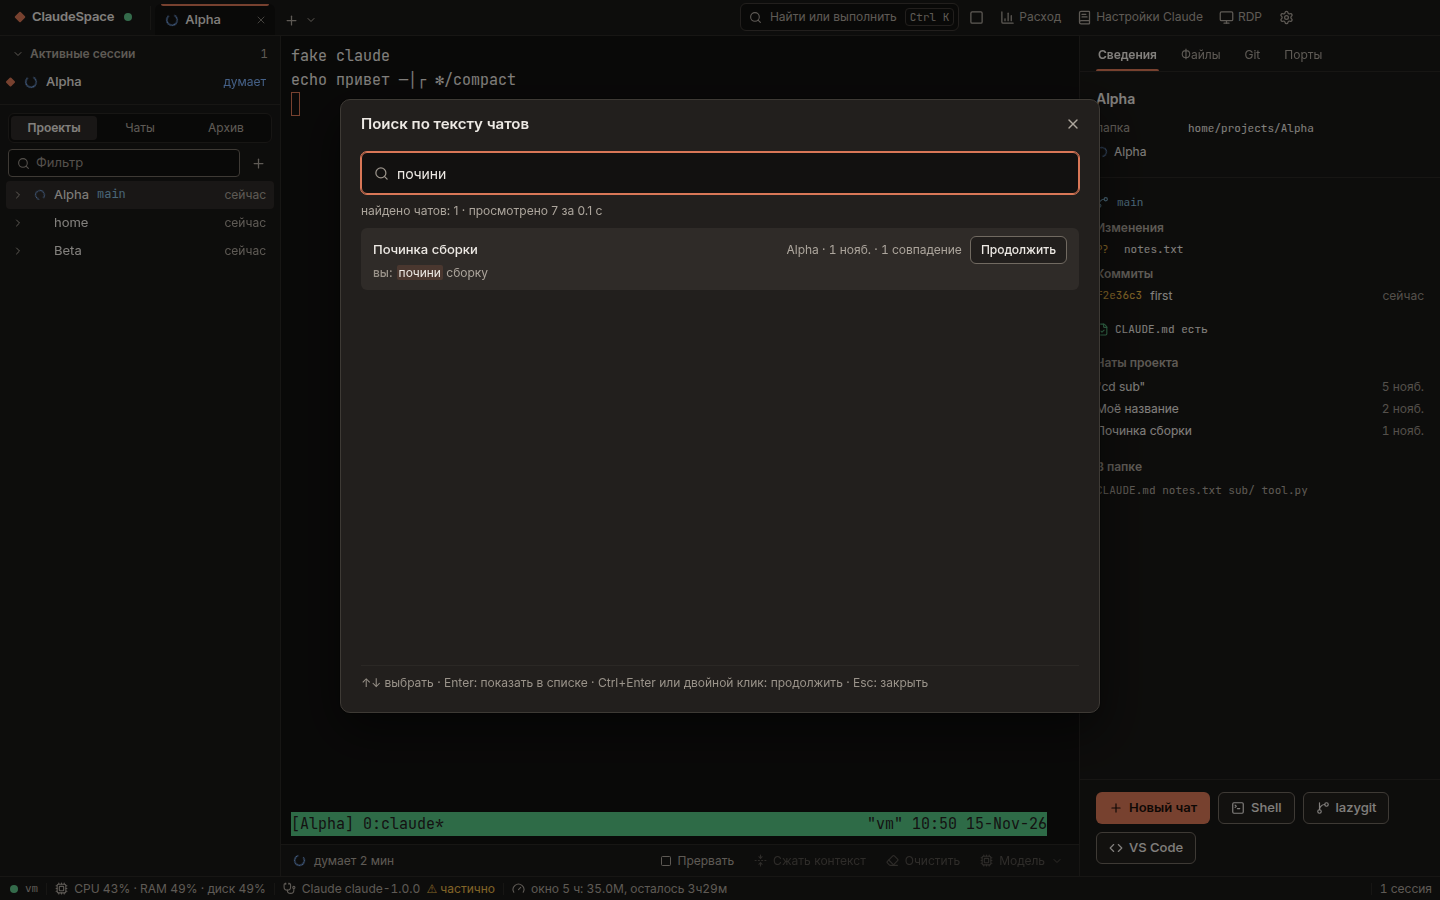 ClaudeSpace
Alpha
Найти или выполнить Ctrl K
Расход
Настройки Claude
RDP
Активные сессии 1
Alpha думает
Проекты Чаты Архив
Фильтр
Alpha main сейчас
home сейчас
Beta сейчас
fake claude
echo привет ─│┌ ✻/compact
Поиск по тексту чатов
почини
найдено чатов: 1 · просмотрено 7 за 0.1 с
Починка сборки Alpha · 1 нояб. · 1 совпадение Продолжить
вы: почини сборку
↑↓ выбрать · Enter: показать в списке · Ctrl+Enter или двойной клик: продолжить · Esc: закрыть
[Alpha] 0:claude* "vm" 10:50 15-Nov-26
думает 2 мин Прервать Сжать контекст Очистить Модель
Сведения Файлы Git Порты
Alpha
папка home/projects/Alpha
Alpha
main
Изменения
?? notes.txt
Коммиты
f2e36c3 first сейчас
CLAUDE.md есть
Чаты проекта
"cd sub" 5 нояб.
Моё название 2 нояб.
Починка сборки 1 нояб.
В папке
CLAUDE.md notes.txt sub/ tool.py
Новый чат Shell lazygit
VS Code
vm CPU 43% · RAM 49% · диск 49% Claude claude-1.0.0 ⚠ частично окно 5 ч: 35.0M, осталось 3ч29м 1 сессия